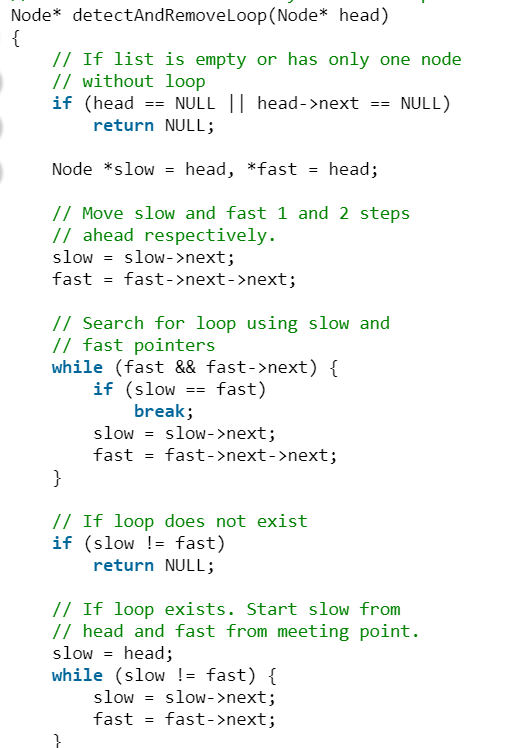 Node* detectAndRemoveLoop(Node* head)
{
    // If list is empty or has only one node
    // without loop
    if (head == NULL || head->next == NULL)
        return NULL;

    Node *slow = head, *fast = head;

    // Move slow and fast 1 and 2 steps
    // ahead respectively.
    slow = slow->next;
    fast = fast->next->next;

    // Search for loop using slow and
    // fast pointers
    while (fast && fast->next) {
        if (slow == fast)
            break;
        slow = slow->next;
        fast = fast->next->next;
    }

    // If loop does not exist
    if (slow != fast)
        return NULL;

    // If loop exists. Start slow from
    // head and fast from meeting point.
    slow = head;
    while (slow != fast) {
        slow = slow->next;
        fast = fast->next;
    }